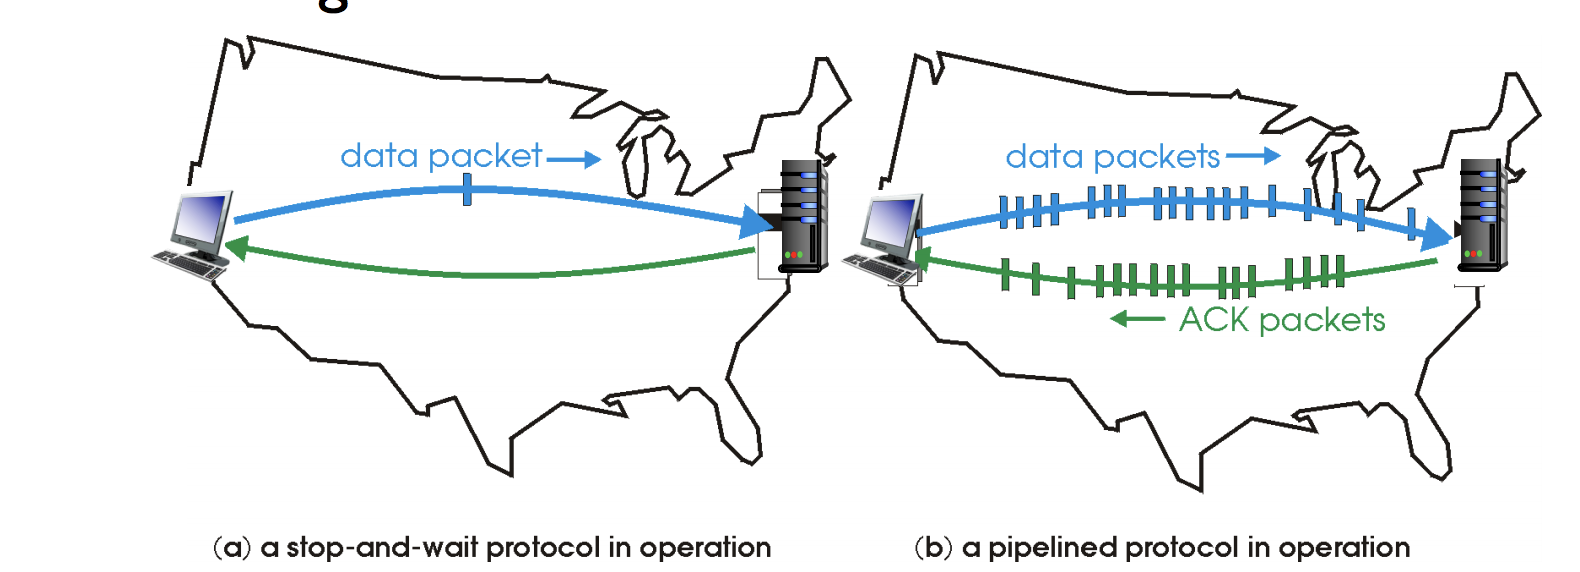 data packet
data packets
ACK packets
(a) a stop-and-wait protocol in operation
(b) a pipelined protocol in operation